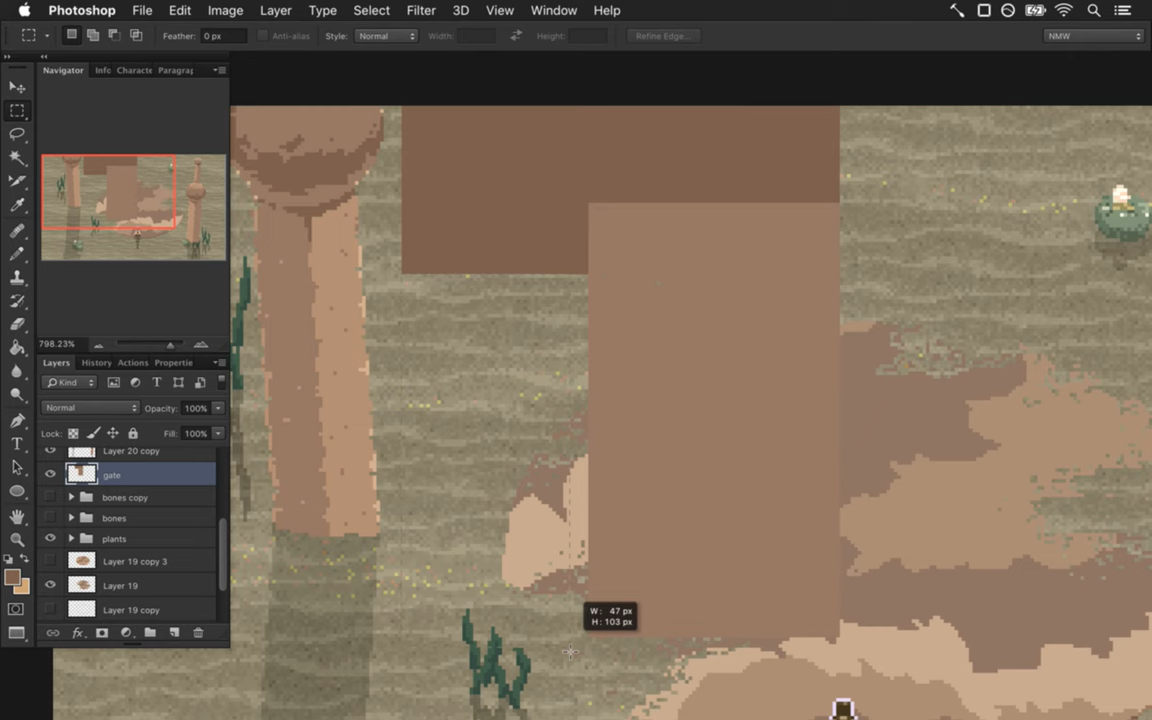 Photoshop File Edit Image Layer Type Select Filter 3D View Window Help
Feather: 0 px Anti-alias Style: Normal Width: Height: Refine Edge... NMW
Navigator Info Characte Paragrap
798.23%
Layers History Actions Propertie
Kind
Normal Opacity: 100%
Lock: Fill: 100%
Layer 20 copy
gate
bones copy
bones
plants
Layer 19 copy 3
Layer 19
Layer 19 copy
fx
W: 47 px
H: 103 px